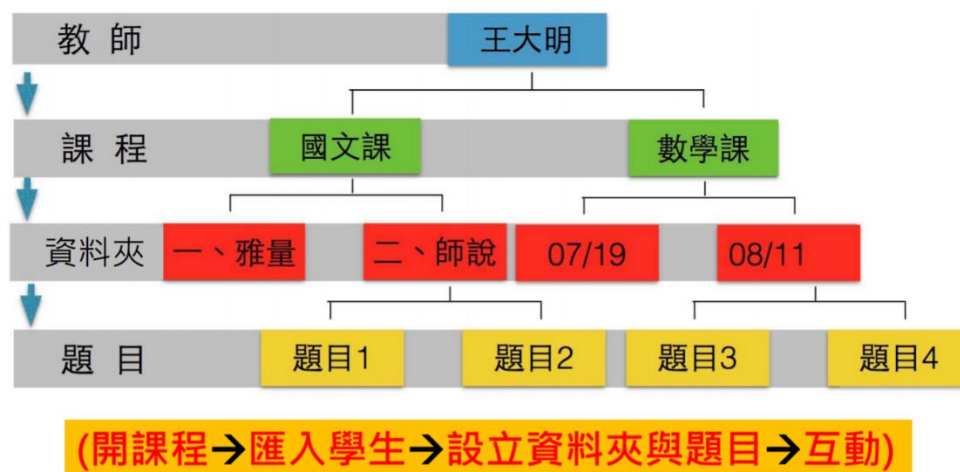 教 師 王大明
課 程 國文課 數學課
資料夾 一、雅量 二、師說 07/19 08/11
題 目 題目1 題目2 題目3 題目4
(開課程→匯入學生→設立資料夾與題目→互動)